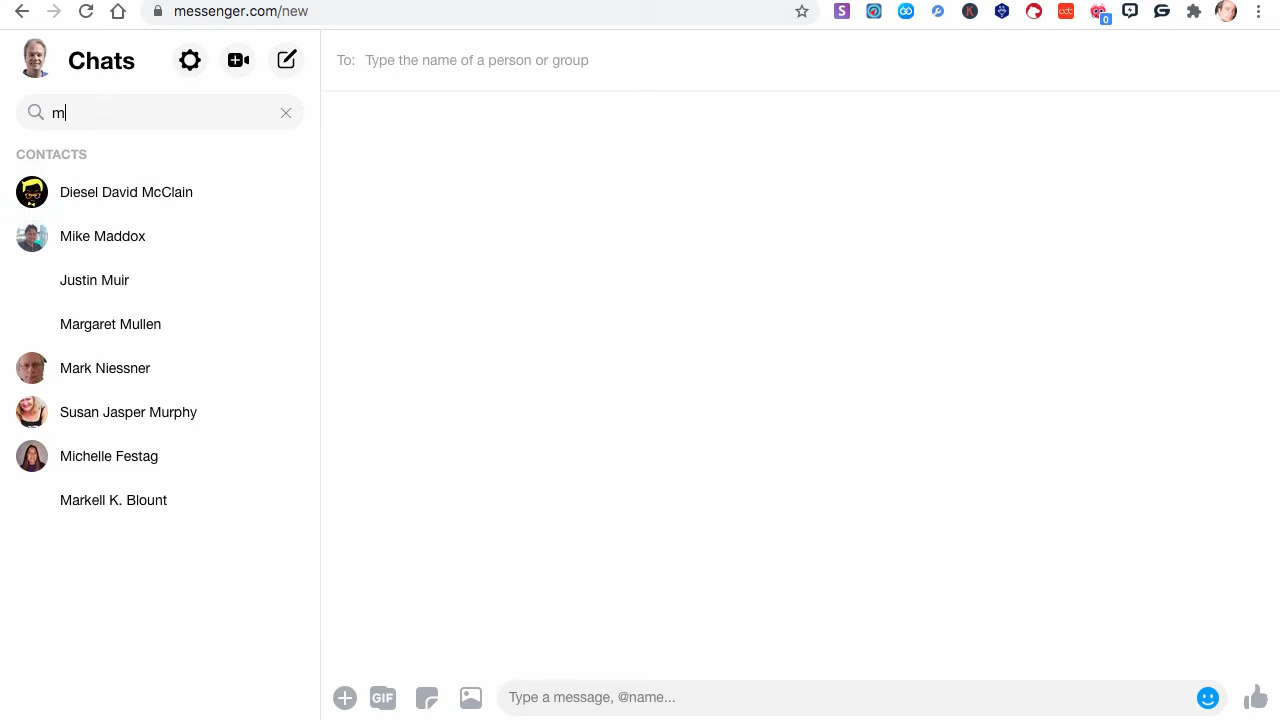 messenger.com/new
S
K
0
Chats
m
CONTACTS
Diesel David McClain
Mike Maddox
Justin Muir
Margaret Mullen
Mark Niessner
Susan Jasper Murphy
Michelle Festag
Markell K. Blount
To: Type the name of a person or group
GIF
Type a message, @name...